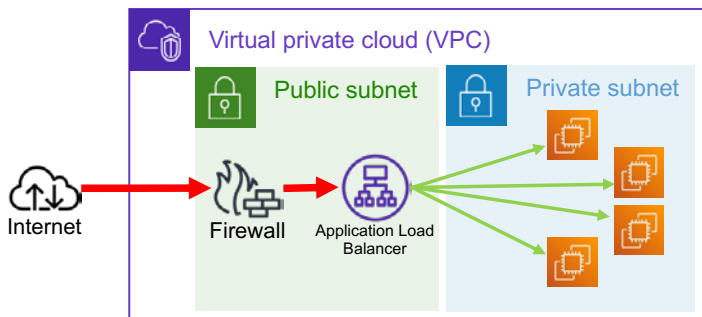 Virtual private cloud (VPC)
Public subnet
Private subnet
Internet
Firewall
Application Load
Balancer